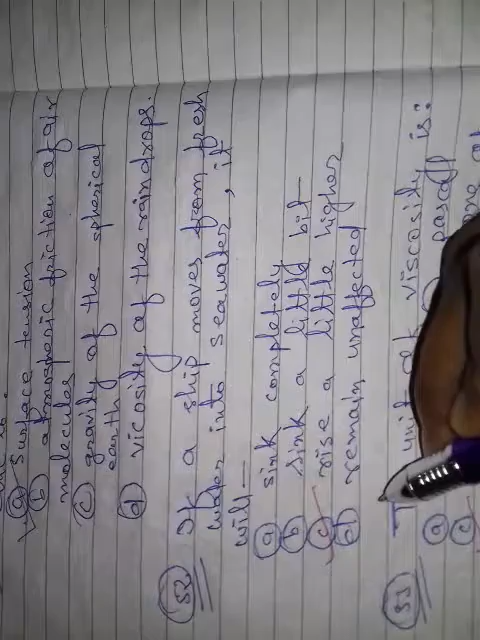 a) Surface tension
b) atmospheric friction of air
molecules
c) gravity of the spherical
earth
d) vicosity of the raindrops.
52 If a ship moves from fresh
water into seawater, it
will—
a) sink completely
b) sink a little bit
c) rise a little higher
d) remain unaffected
53 unit of viscosity is:
a) pascal
c)